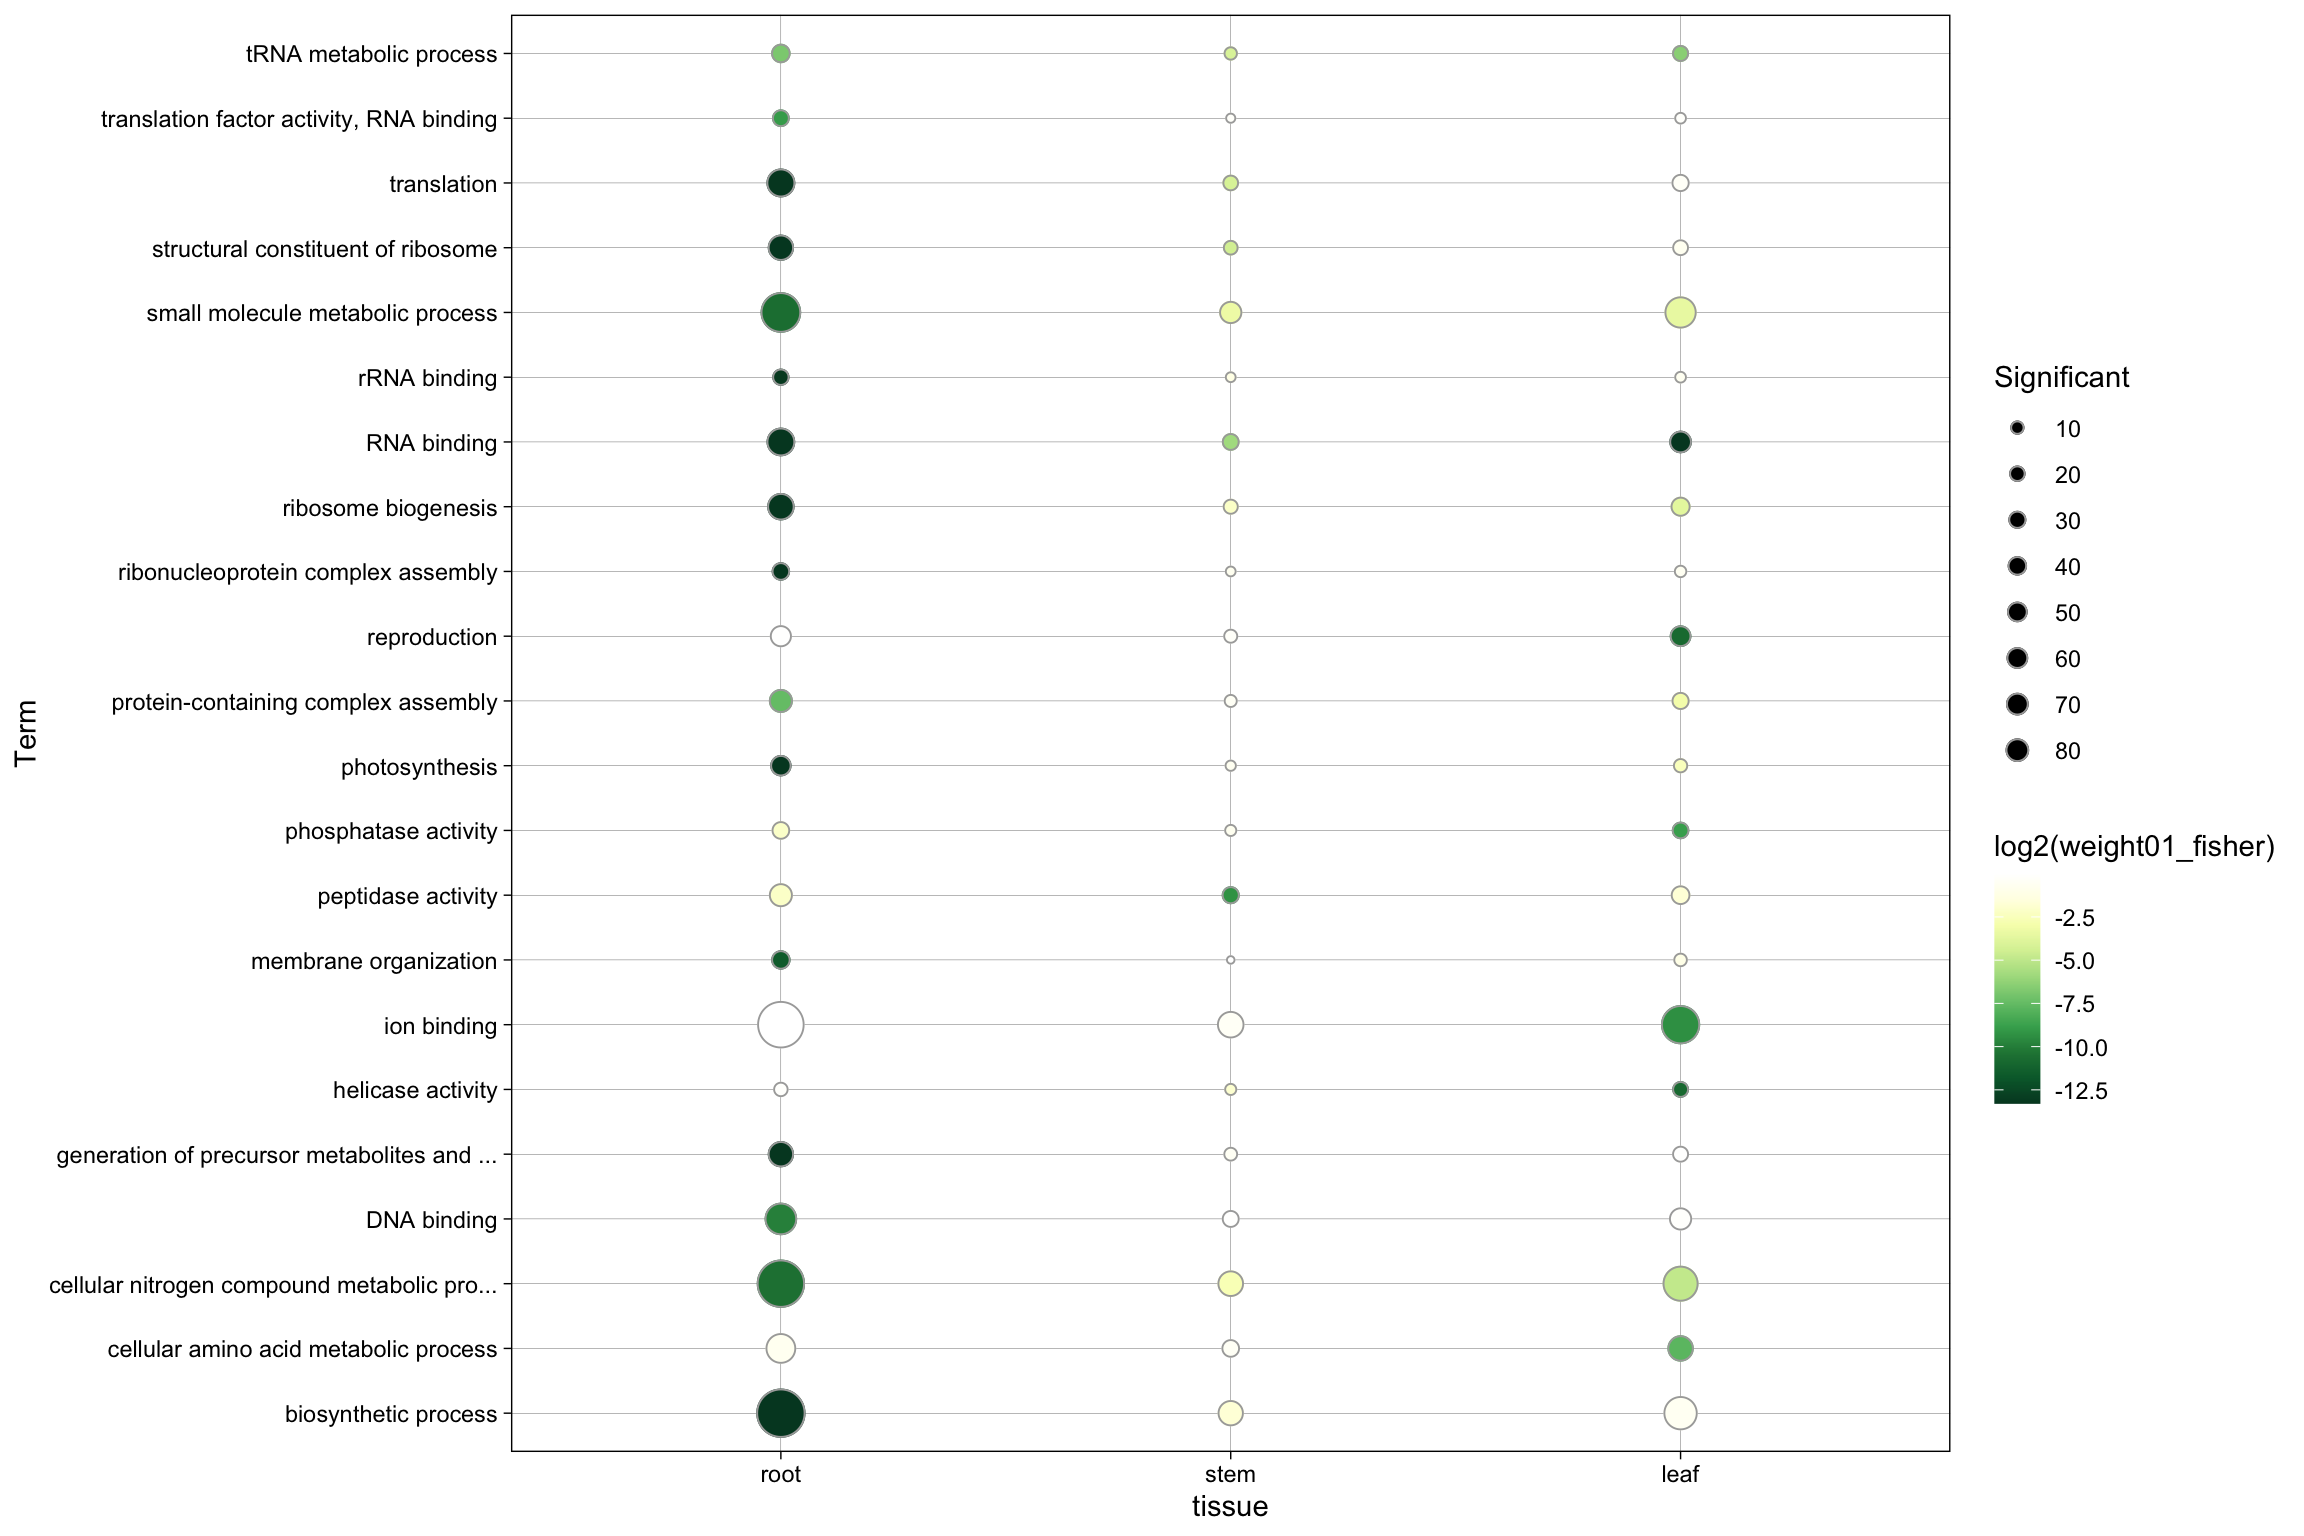 tRNA metabolic process
translation factor activity, RNA binding
translation
structural constituent of ribosome
small molecule metabolic process
rRNA binding
RNA binding
ribosome biogenesis
ribonucleoprotein complex assembly
reproduction
protein-containing complex assembly
photosynthesis
phosphatase activity
peptidase activity
membrane organization
ion binding
helicase activity
generation of precursor metabolites and ...
DNA binding
cellular nitrogen compound metabolic pro...
cellular amino acid metabolic process
biosynthetic process
Term
root
stem
leaf
tissue
Significant
10
20
30
40
50
60
70
80
log2(weight01_fisher)
-2.5
-5.0
-7.5
-10.0
-12.5